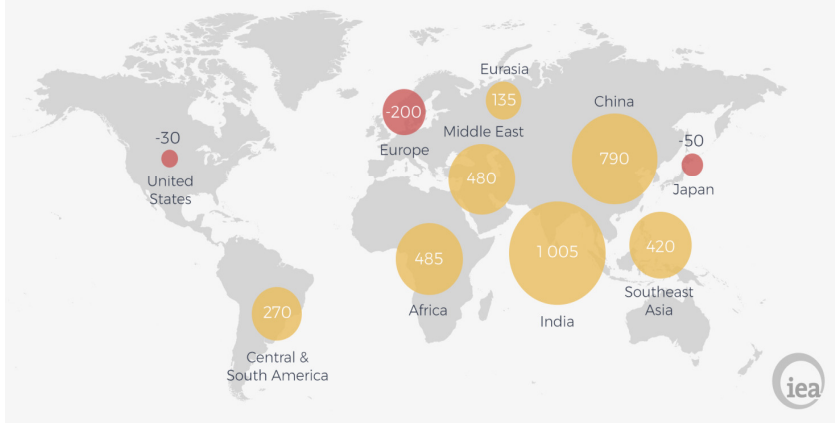 Eurasia
135
China
-200
-30
Middle East
-50
Europe
790
480
United
States
Japan
485
1 005
420
Africa
Southeast
Asia
270
India
Central &
South America
iea